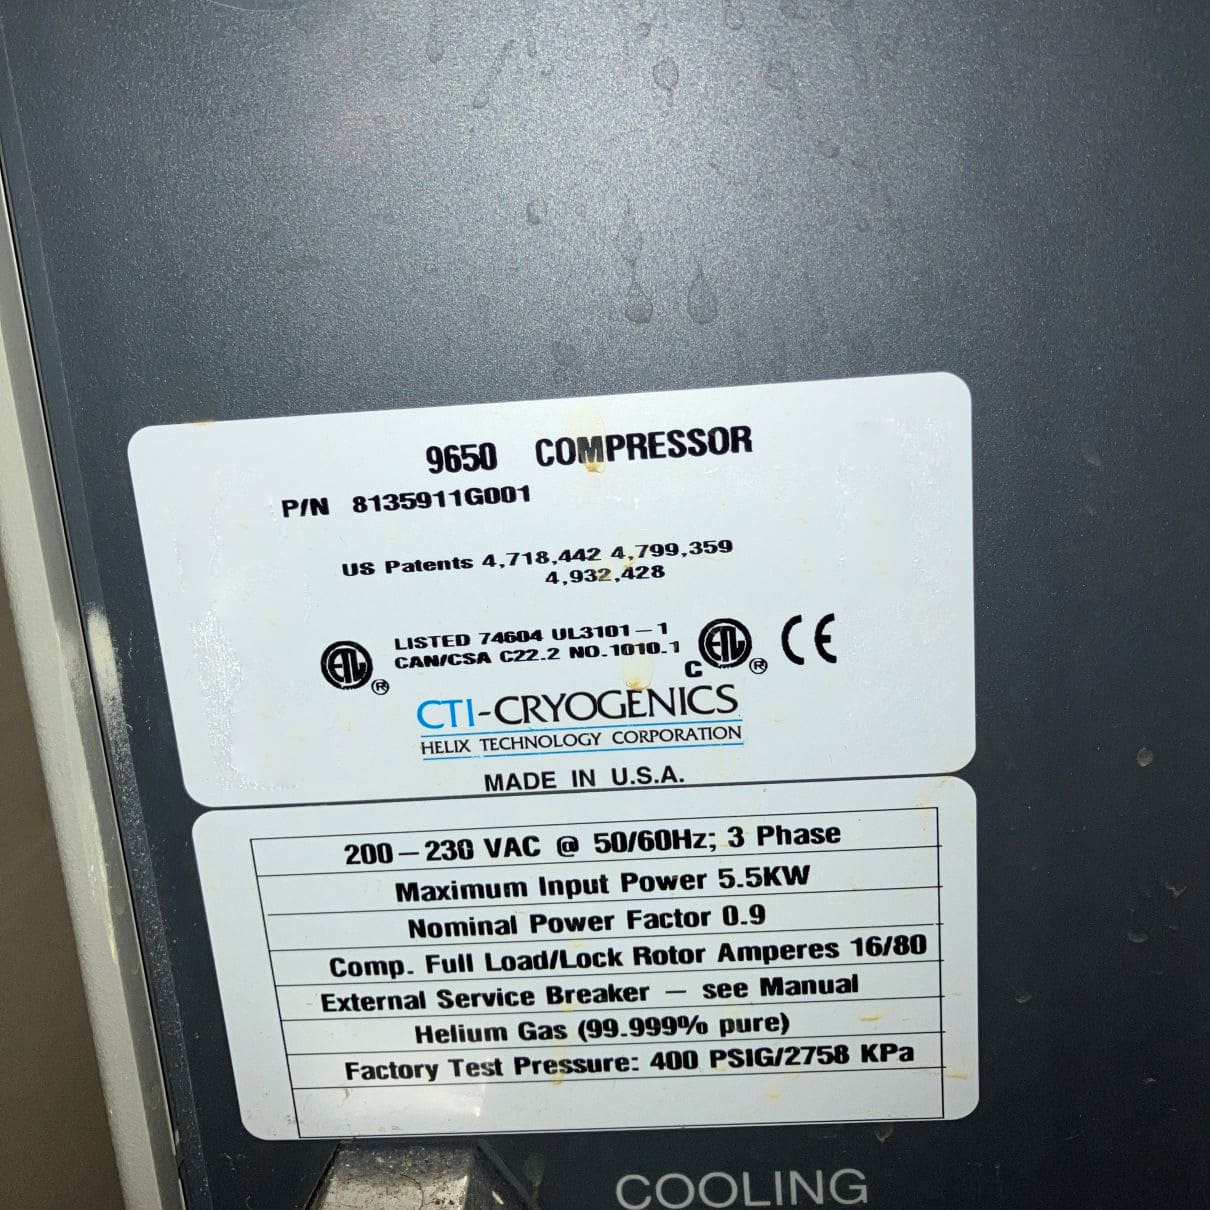 9650 COMPRESSOR
P/N 8135911G001
US Patents 4,718,442 4,799,359
4,932,428
ETL ®
LISTED 74604 UL3101-1
CAN/CSA C22.2 NO.1010.1
C ETL ® CE
CTI-CRYOGENICS
HELIX TECHNOLOGY CORPORATION
MADE IN U.S.A.
200-230 VAC @ 50/60Hz; 3 Phase
Maximum Input Power 5.5KW
Nominal Power Factor 0.9
Comp. Full Load/Lock Rotor Amperes 16/80
External Service Breaker - see Manual
Helium Gas (99.999% pure)
Factory Test Pressure: 400 PSIG/2758 KPa
COOLING